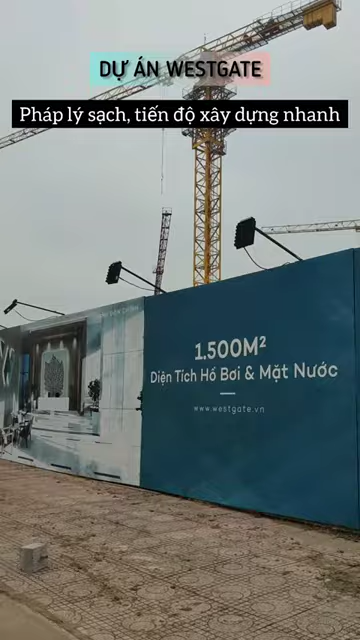 DỰ ÁN WESTGATE
Pháp lý sạch, tiến độ xây dựng nhanh
1.500M²
Diện Tích Hồ Bơi & Mặt Nước
www.westgate.vn